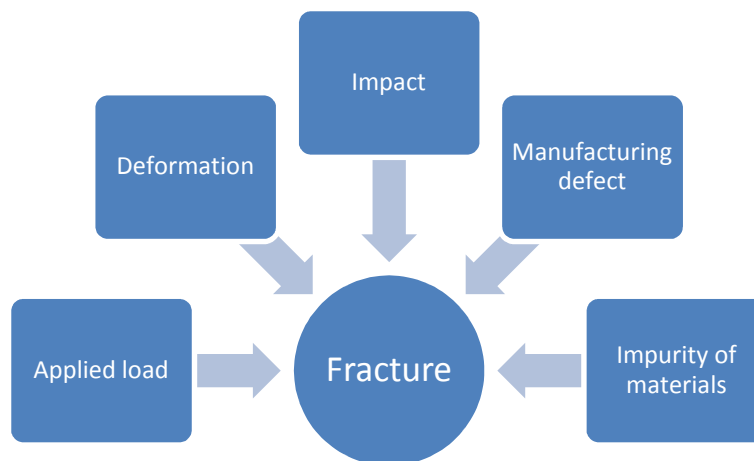 Impact
Deformation
Manufacturing
defect
Applied load
Fracture
Impurity of
materials